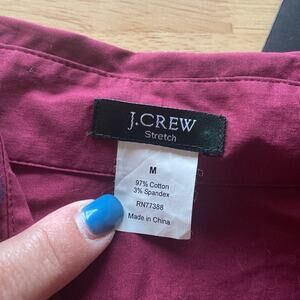 J.CREW
Stretch
M
97% Cotton
3% Spandex
RN77388
Made in China